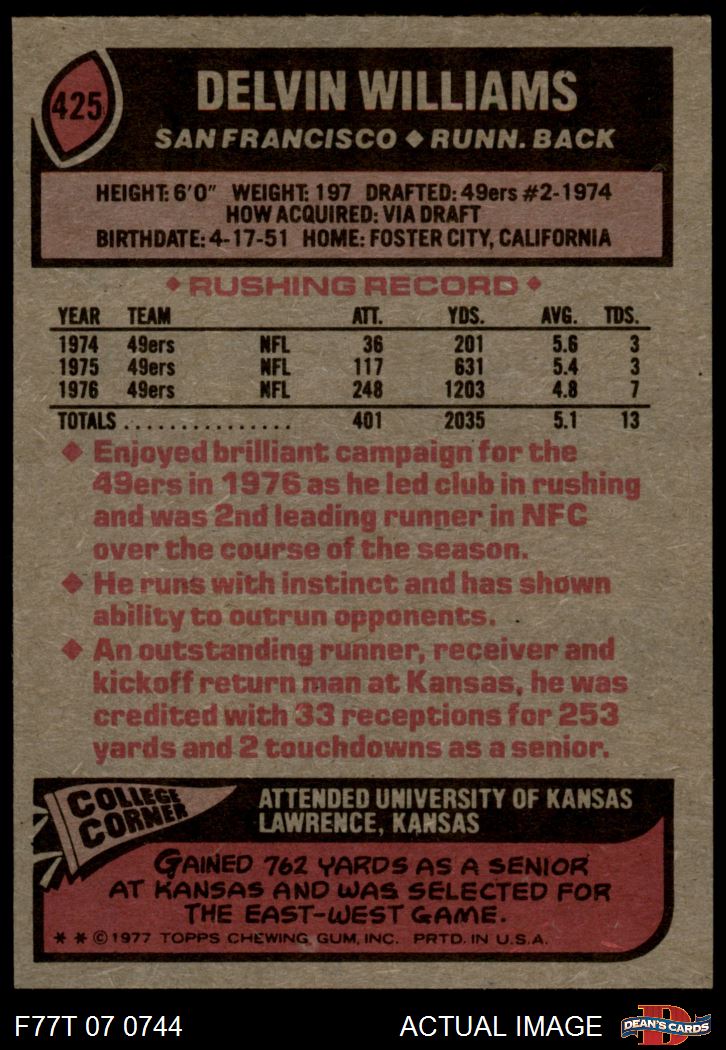 425
DELVIN WILLIAMS
SAN FRANCISCO ◆ RUNN. BACK
HEIGHT: 6'0" WEIGHT: 197 DRAFTED: 49ers #2-1974
HOW ACQUIRED: VIA DRAFT
BIRTHDATE: 4-17-51 HOME: FOSTER CITY, CALIFORNIA
◆ RUSHING RECORD ◆
YEAR TEAM ATT. YDS. AVG. TDS.
1974 49ers NFL 36 201 5.6 3
1975 49ers NFL 117 631 5.4 3
1976 49ers NFL 248 1203 4.8 7
TOTALS ............... 401 2035 5.1 13
◆ Enjoyed brilliant campaign for the
49ers in 1976 as he led club in rushing
and was 2nd leading runner in NFC
over the course of the season.
◆ He runs with instinct and has shown
ability to outrun opponents.
◆ An outstanding runner, receiver and
kickoff return man at Kansas, he was
credited with 33 receptions for 253
yards and 2 touchdowns as a senior.
COLLEGE
CORNER
ATTENDED UNIVERSITY OF KANSAS
LAWRENCE, KANSAS
GAINED 762 YARDS AS A SENIOR
AT KANSAS AND WAS SELECTED FOR
THE EAST-WEST GAME.
* * © 1977 TOPPS CHEWING GUM, INC. PRTD. IN U.S.A.
F77T 07 0744
ACTUAL IMAGE
D
DEAN'S CARDS